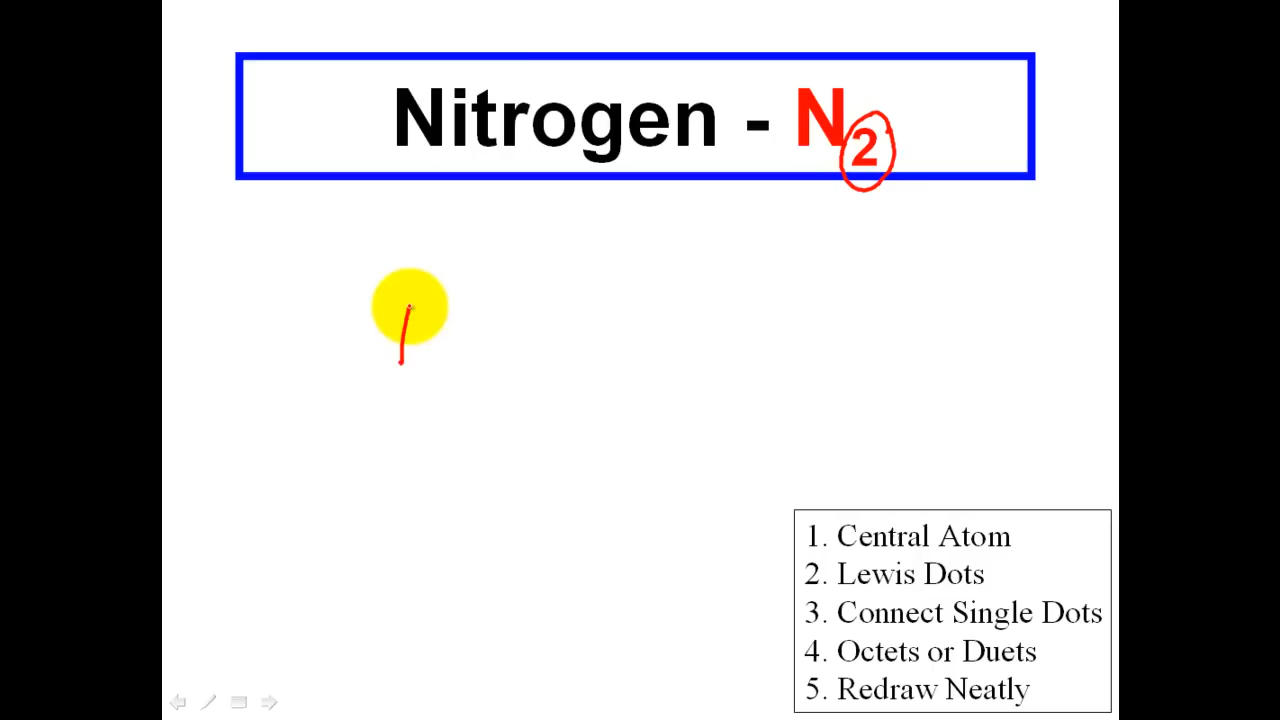 Nitrogen - N2
1. Central Atom
2. Lewis Dots
3. Connect Single Dots
4. Octets or Duets
5. Redraw Neatly